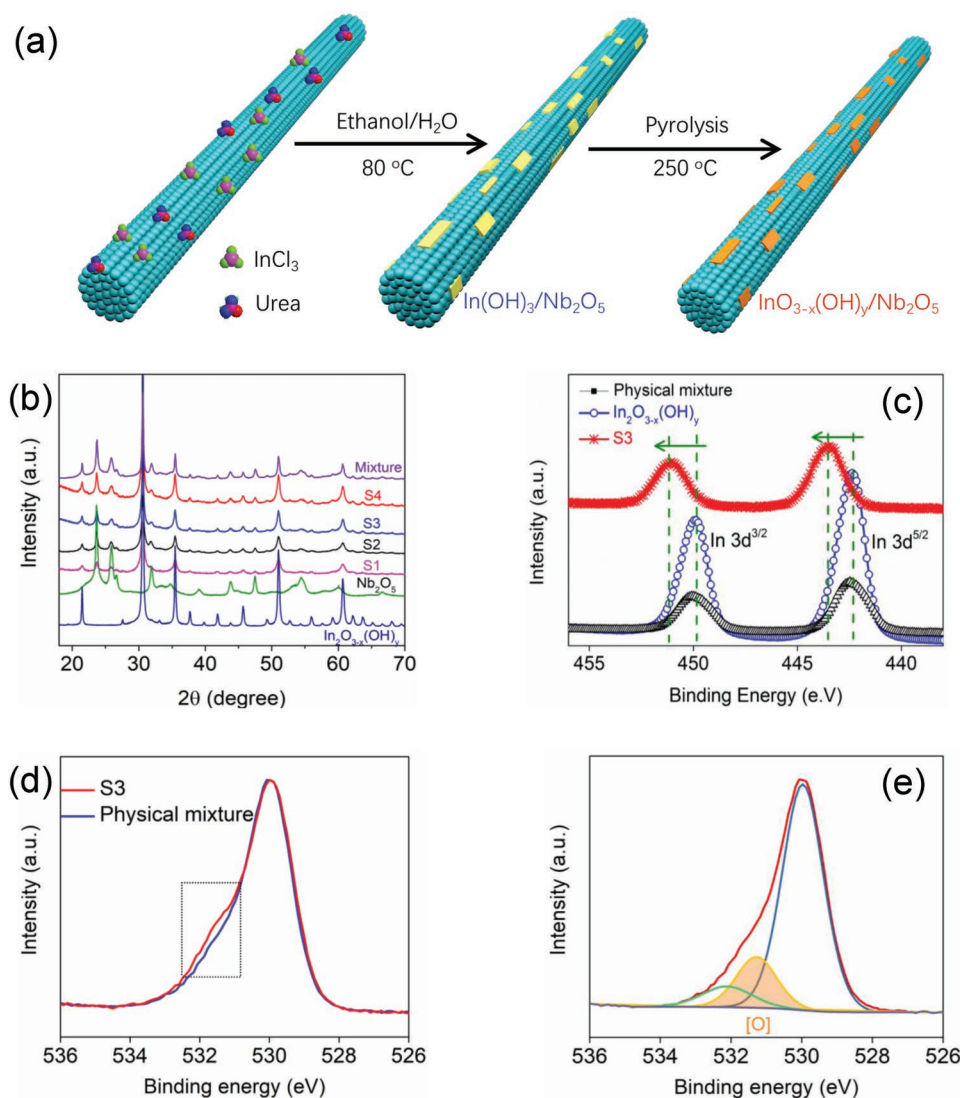 (a)
Ethanol/H₂O
80 °C
Pyrolysis
250 °C
InCl₃
Urea
In(OH)₃/Nb₂O₅
InO₃₋ₓ(OH)ᵧ/Nb₂O₅
(b)
Intensity (a.u.)
Mixture
S4
S3
S2
S1
Nb₂O₅
In₂O₃₋ₓ(OH)ᵧ
20 30 40 50 60 70
2θ (degree)
(c)
Intensity (a.u.)
Physical mixture
In₂O₃₋ₓ(OH)ᵧ
S3
In 3d³/²
In 3d⁵/²
455 450 445 440
Binding Energy (e.V)
(d)
Intensity (a.u.)
S3
Physical mixture
536 534 532 530 528 526
Binding energy (eV)
(e)
Intensity (a.u.)
[O]
536 534 532 530 528 526
Binding energy (eV)